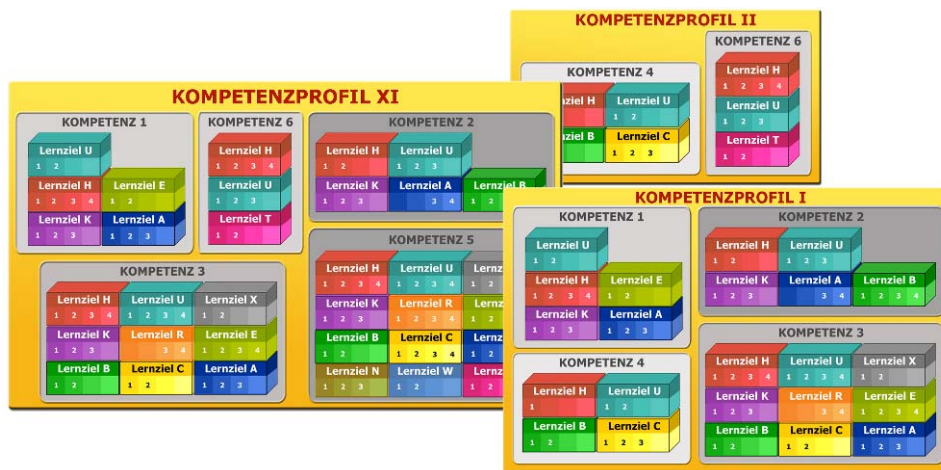 KOMPETENZPROFIL II
KOMPETENZ 4
Lernziel U
1 2
Lernziel B
Lernziel C
1 2 3
KOMPETENZ 6
Lernziel H
1 2 3 4
Lernziel U
1 2 3
Lernziel T
1 2
KOMPETENZPROFIL XI
KOMPETENZ 1
Lernziel U
1 2
Lernziel H Lernziel E
1 2 3 4 1 2
Lernziel K Lernziel A
1 2 3 1 2 3
KOMPETENZ 6
Lernziel H
1 2 3 4
Lernziel U
1 2 3
Lernziel T
1 2
KOMPETENZ 2
Lernziel H Lernziel U
1 2 1 2 3
Lernziel K Lernziel A Lernziel B
1 2 3 3 4 1 2
KOMPETENZ 3
Lernziel H Lernziel U Lernziel X
1 2 3 4 1 2 3 4 1 2
Lernziel K Lernziel R Lernziel E
1 2 3 3 4 1 2 3 4
Lernziel B Lernziel C Lernziel A
1 2 1 2 1 2 3
KOMPETENZ 5
Lernziel H Lernziel U
1 2 3 4 1 2 3 4 1 2
Lernziel K Lernziel R
1 2 3 1 2 3 4 1 2
Lernziel B Lernziel C
1 2 1 2 3 4 1 2
Lernziel N Lernziel W
1 2 3 1 2 1
KOMPETENZPROFIL I
KOMPETENZ 1
Lernziel U
1 2
Lernziel H Lernziel E
1 2 3 4 1 2
Lernziel K Lernziel A
1 2 3 1 2 3
KOMPETENZ 2
Lernziel H Lernziel U
1 2 1 2 3
Lernziel K Lernziel A Lernziel B
1 2 3 3 4 1 2 3 4
KOMPETENZ 4
Lernziel H Lernziel U
1 1 2
Lernziel B Lernziel C
1 2 1 2 3
KOMPETENZ 3
Lernziel H Lernziel U Lernziel X
1 2 3 4 1 2 3 4 1 2
Lernziel K Lernziel R Lernziel E
1 2 3 3 4 1 2 3 4
Lernziel B Lernziel C Lernziel A
1 2 1 2 1 2 3